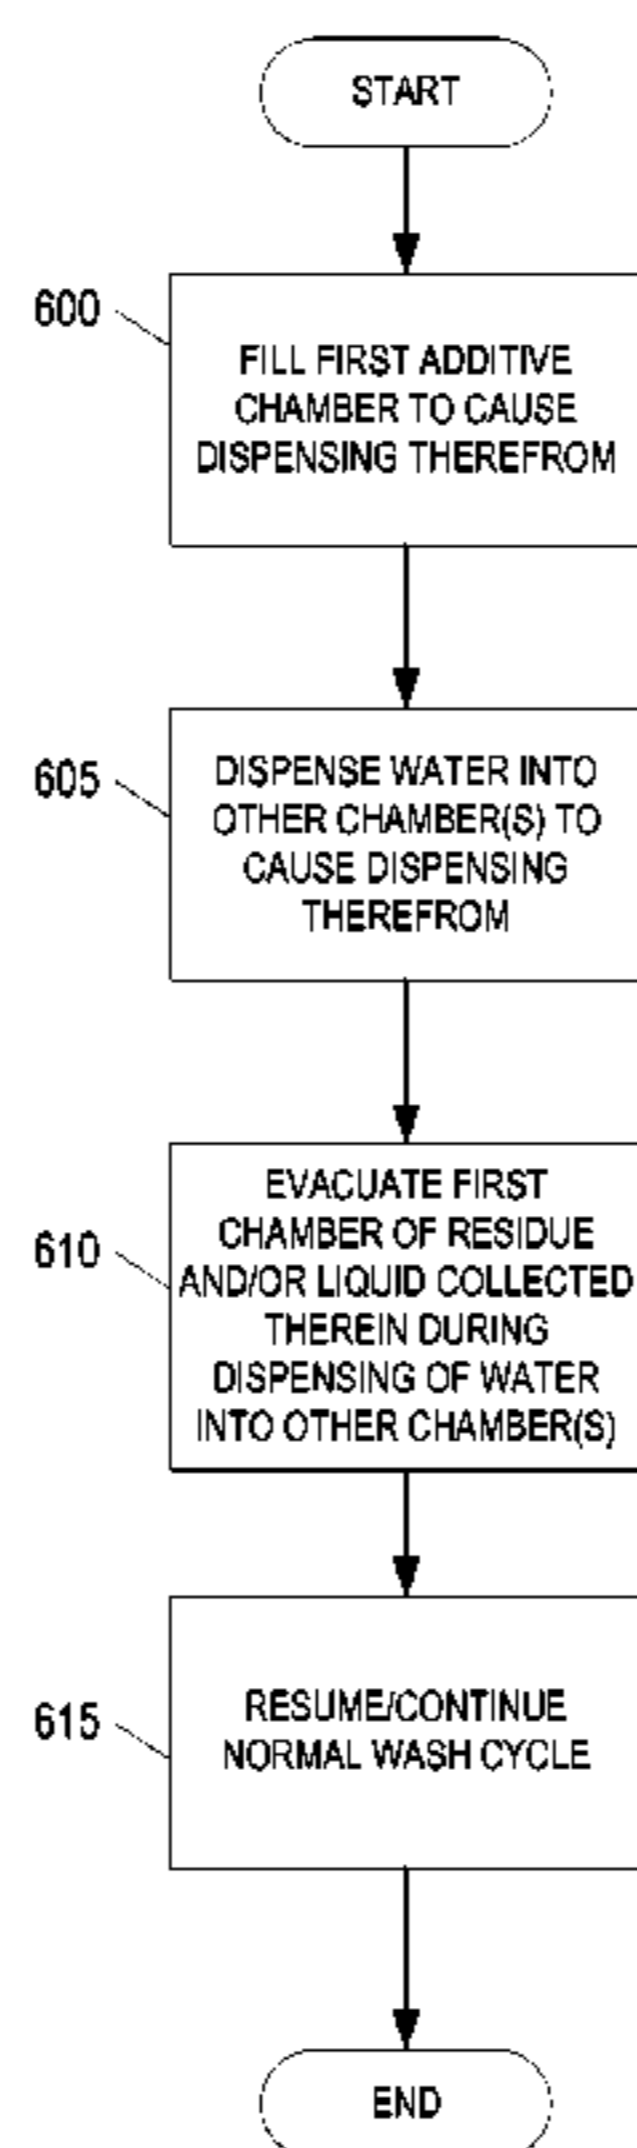 START
600
FILL FIRST ADDITIVE
CHAMBER TO CAUSE
DISPENSING THEREFROM
605
DISPENSE WATER INTO
OTHER CHAMBER(S) TO
CAUSE DISPENSING
THEREFROM
610
EVACUATE FIRST
CHAMBER OF RESIDUE
AND/OR LIQUID COLLECTED
THEREIN DURING
DISPENSING OF WATER
INTO OTHER CHAMBER(S)
615
RESUME/CONTINUE
NORMAL WASH CYCLE
END